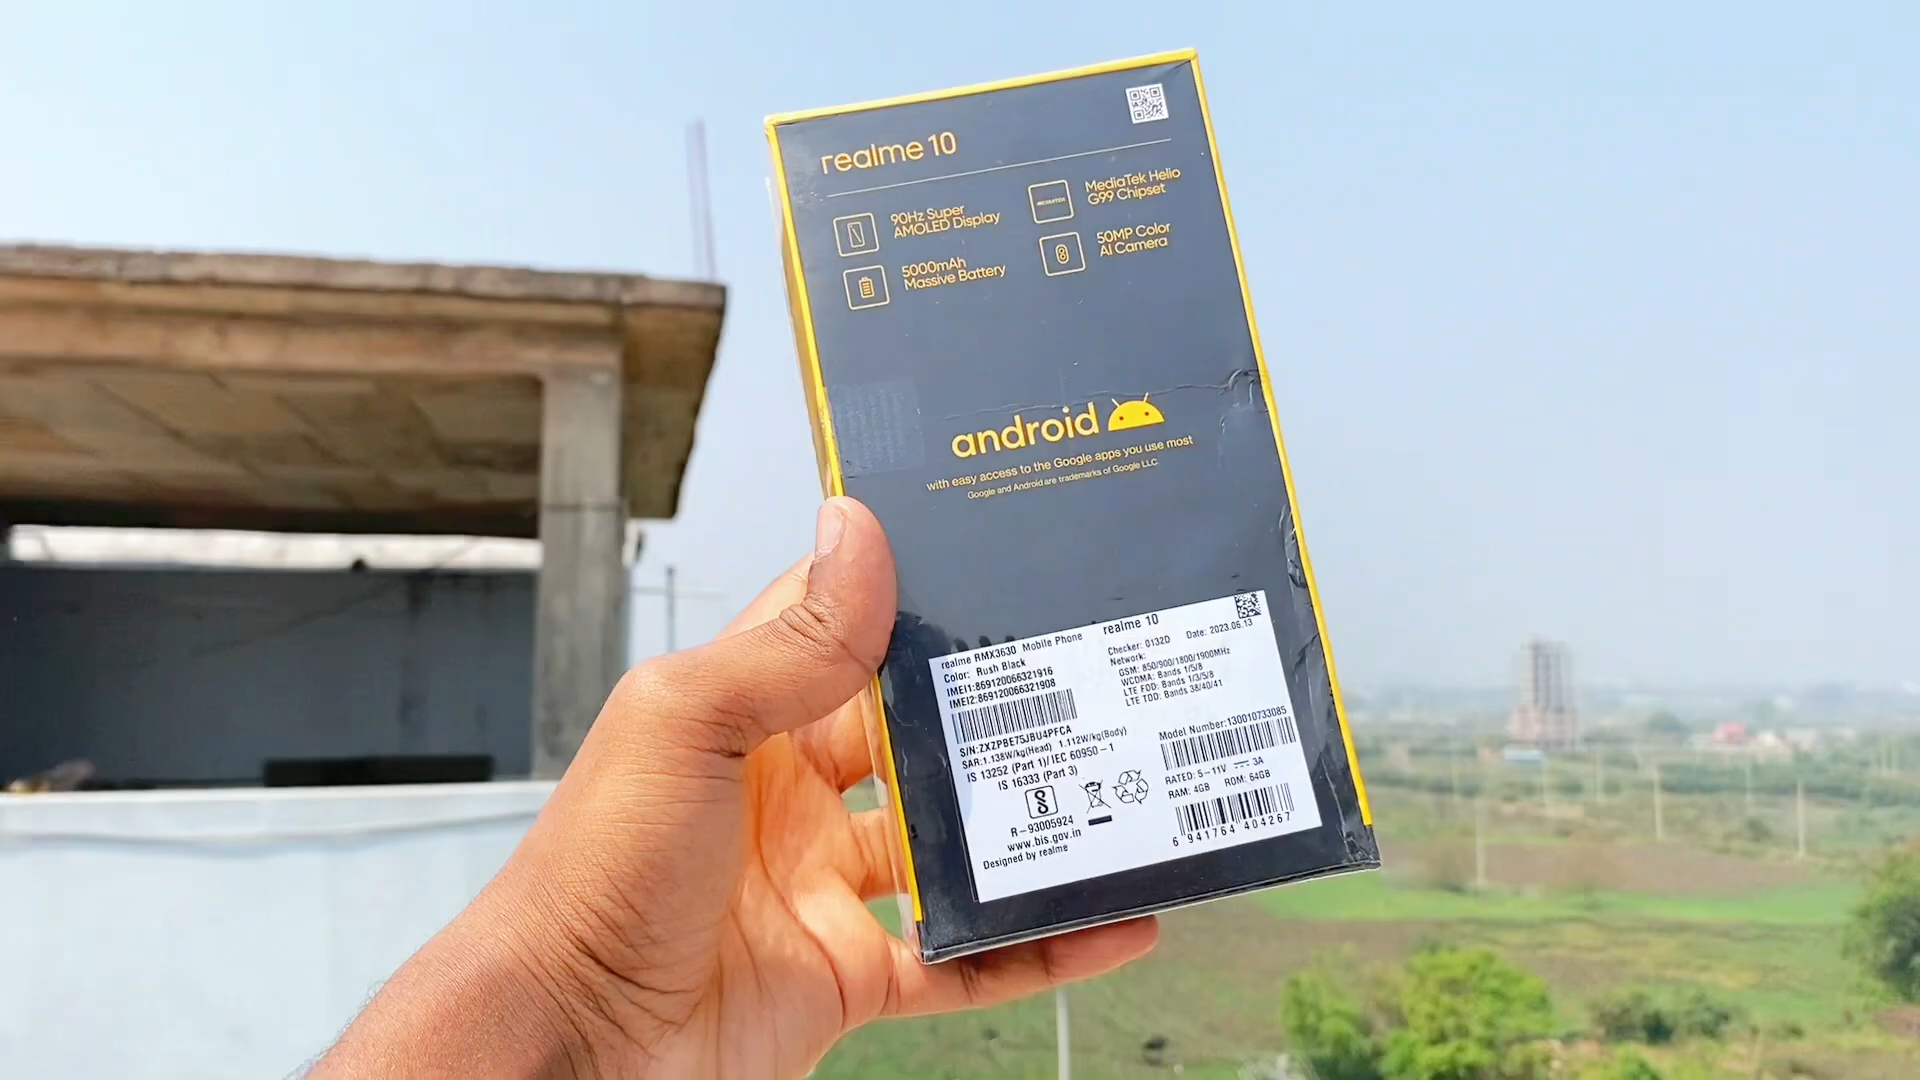 realme 10
90Hz Super
AMOLED Display
MediaTek Helio
G99 Chipset
5000mAh
Massive Battery
50MP Color
AI Camera
MEDIATEK
android
with easy access to the Google apps you use most
Google and Android are trademarks of Google LLC
realme RMX3630 Mobile Phone
Color: Rush Black
IMEI1:869120066321916
IMEI2:869120066321908
S/N:ZXZPBE75JBU4PFCA
SAR:1.138W/kg(Head) 1.112W/kg(Body)
IS 13252 (Part 1)/IEC 60950-1
IS 16333 (Part 3)
R-93005924
www.bis.gov.in
Designed by realme
realme 10
Checker: 0132D Date: 2023.06.13
Network:
GSM: 850/900/1800/1900MHz
WCDMA: Bands 1/5/8
LTE FDD: Bands 1/3/5/8
LTE TDD: Bands 38/40/41
Model Number:130010733085
RATED: 5-11V 3A
RAM: 4GB ROM: 64GB
6 941764 404267